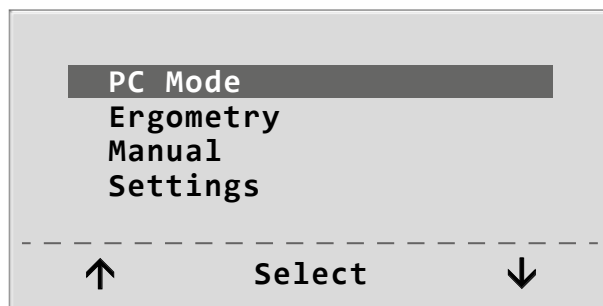 PC Mode
Ergometry
Manual
Settings
↑ Select ↓